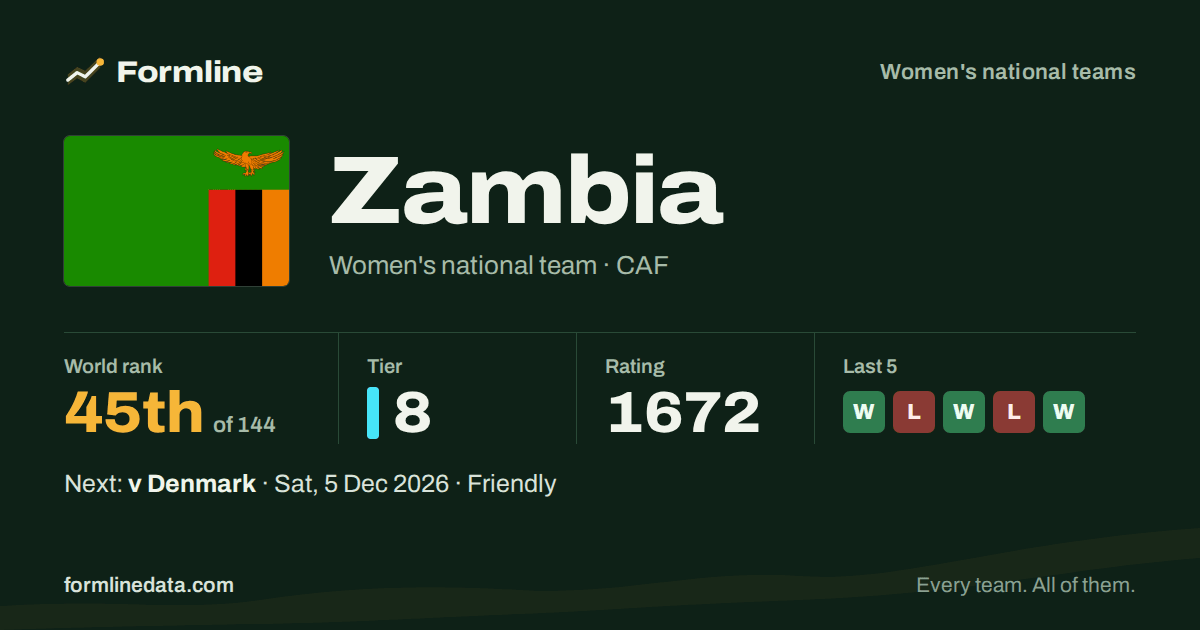 Formline
Women's national teams
Zambia
Women's national team · CAF
World rank
45th of 144
Tier
8
Rating
1672
Last 5
W L W L W
Next: v Denmark · Sat, 5 Dec 2026 · Friendly
formlinedata.com
Every team. All of them.